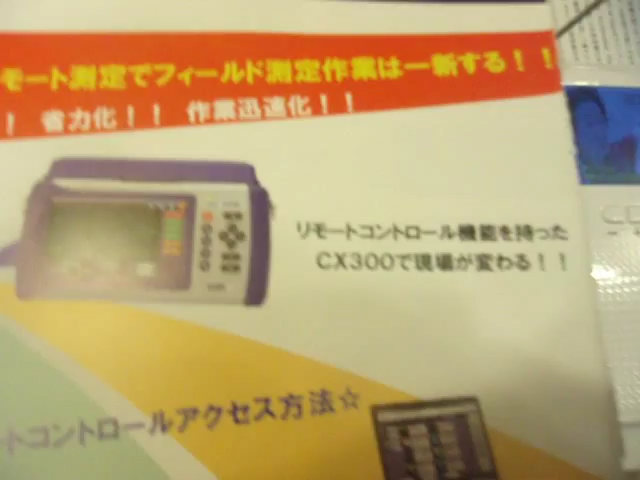 モート測定でフィールド測定作業は一新する！！
！ 省力化！！ 作業迅速化！！
リモートコントロール機能を持った
CX300で現場が変わる！！
トコントロールアクセス方法☆